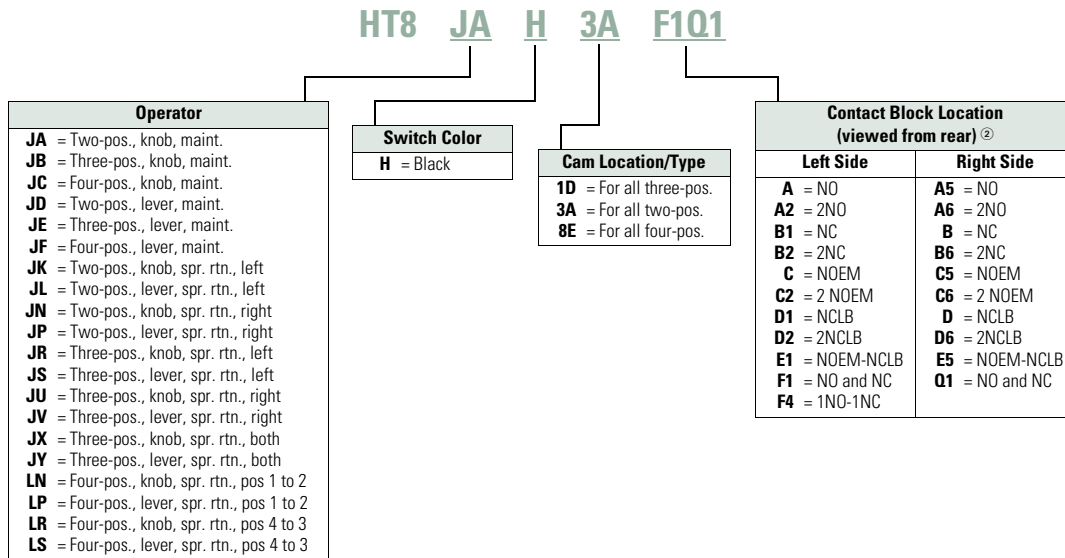 HT8 JA H 3A F1Q1
Operator
JA = Two-pos., knob, maint.
JB = Three-pos., knob, maint.
JC = Four-pos., knob, maint.
JD = Two-pos., lever, maint.
JE = Three-pos., lever, maint.
JF = Four-pos., lever, maint.
JK = Two-pos., knob, spr. rtn., left
JL = Two-pos., lever, spr. rtn., left
JN = Two-pos., knob, spr. rtn., right
JP = Two-pos., lever, spr. rtn., right
JR = Three-pos., knob, spr. rtn., left
JS = Three-pos., lever, spr. rtn., left
JU = Three-pos., knob, spr. rtn., right
JV = Three-pos., lever, spr. rtn., right
JX = Three-pos., knob, spr. rtn., both
JY = Three-pos., lever, spr. rtn., both
LN = Four-pos., knob, spr. rtn., pos 1 to 2
LP = Four-pos., lever, spr. rtn., pos 1 to 2
LR = Four-pos., knob, spr. rtn., pos 4 to 3
LS = Four-pos., lever, spr. rtn., pos 4 to 3
Switch Color
H = Black
Cam Location/Type
1D = For all three-pos.
3A = For all two-pos.
8E = For all four-pos.
Contact Block Location
(viewed from rear) ②
Left Side
A = NO
A2 = 2NO
B1 = NC
B2 = 2NC
C = NOEM
C2 = 2 NOEM
D1 = NCLB
D2 = 2NCLB
E1 = NOEM-NCLB
F1 = NO and NC
F4 = 1NO-1NC
Right Side
A5 = NO
A6 = 2NO
B = NC
B6 = 2NC
C5 = NOEM
C6 = 2 NOEM
D = NCLB
D6 = 2NCLB
E5 = NOEM-NCLB
Q1 = NO and NC